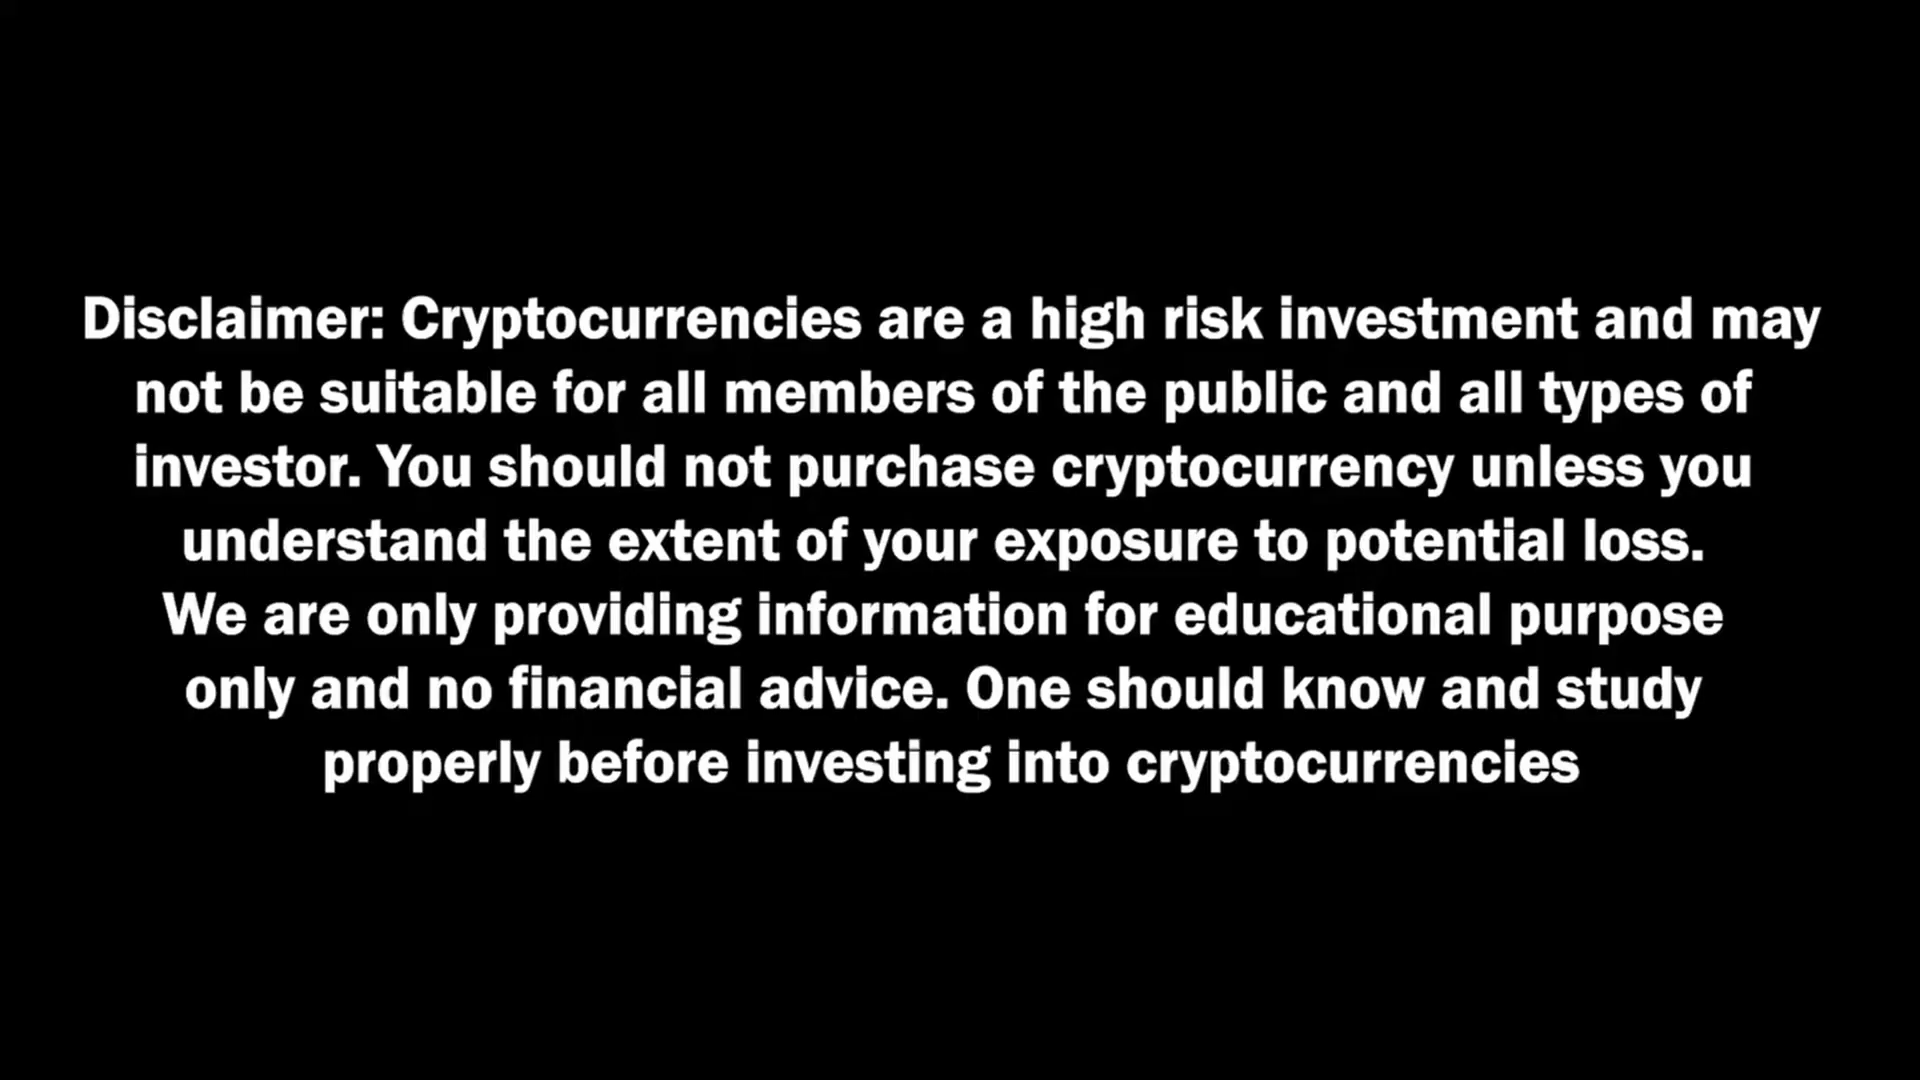 Disclaimer: Cryptocurrencies are a high risk investment and may
not be suitable for all members of the public and all types of
investor. You should not purchase cryptocurrency unless you
understand the extent of your exposure to potential loss.
We are only providing information for educational purpose
only and no financial advice. One should know and study
properly before investing into cryptocurrencies